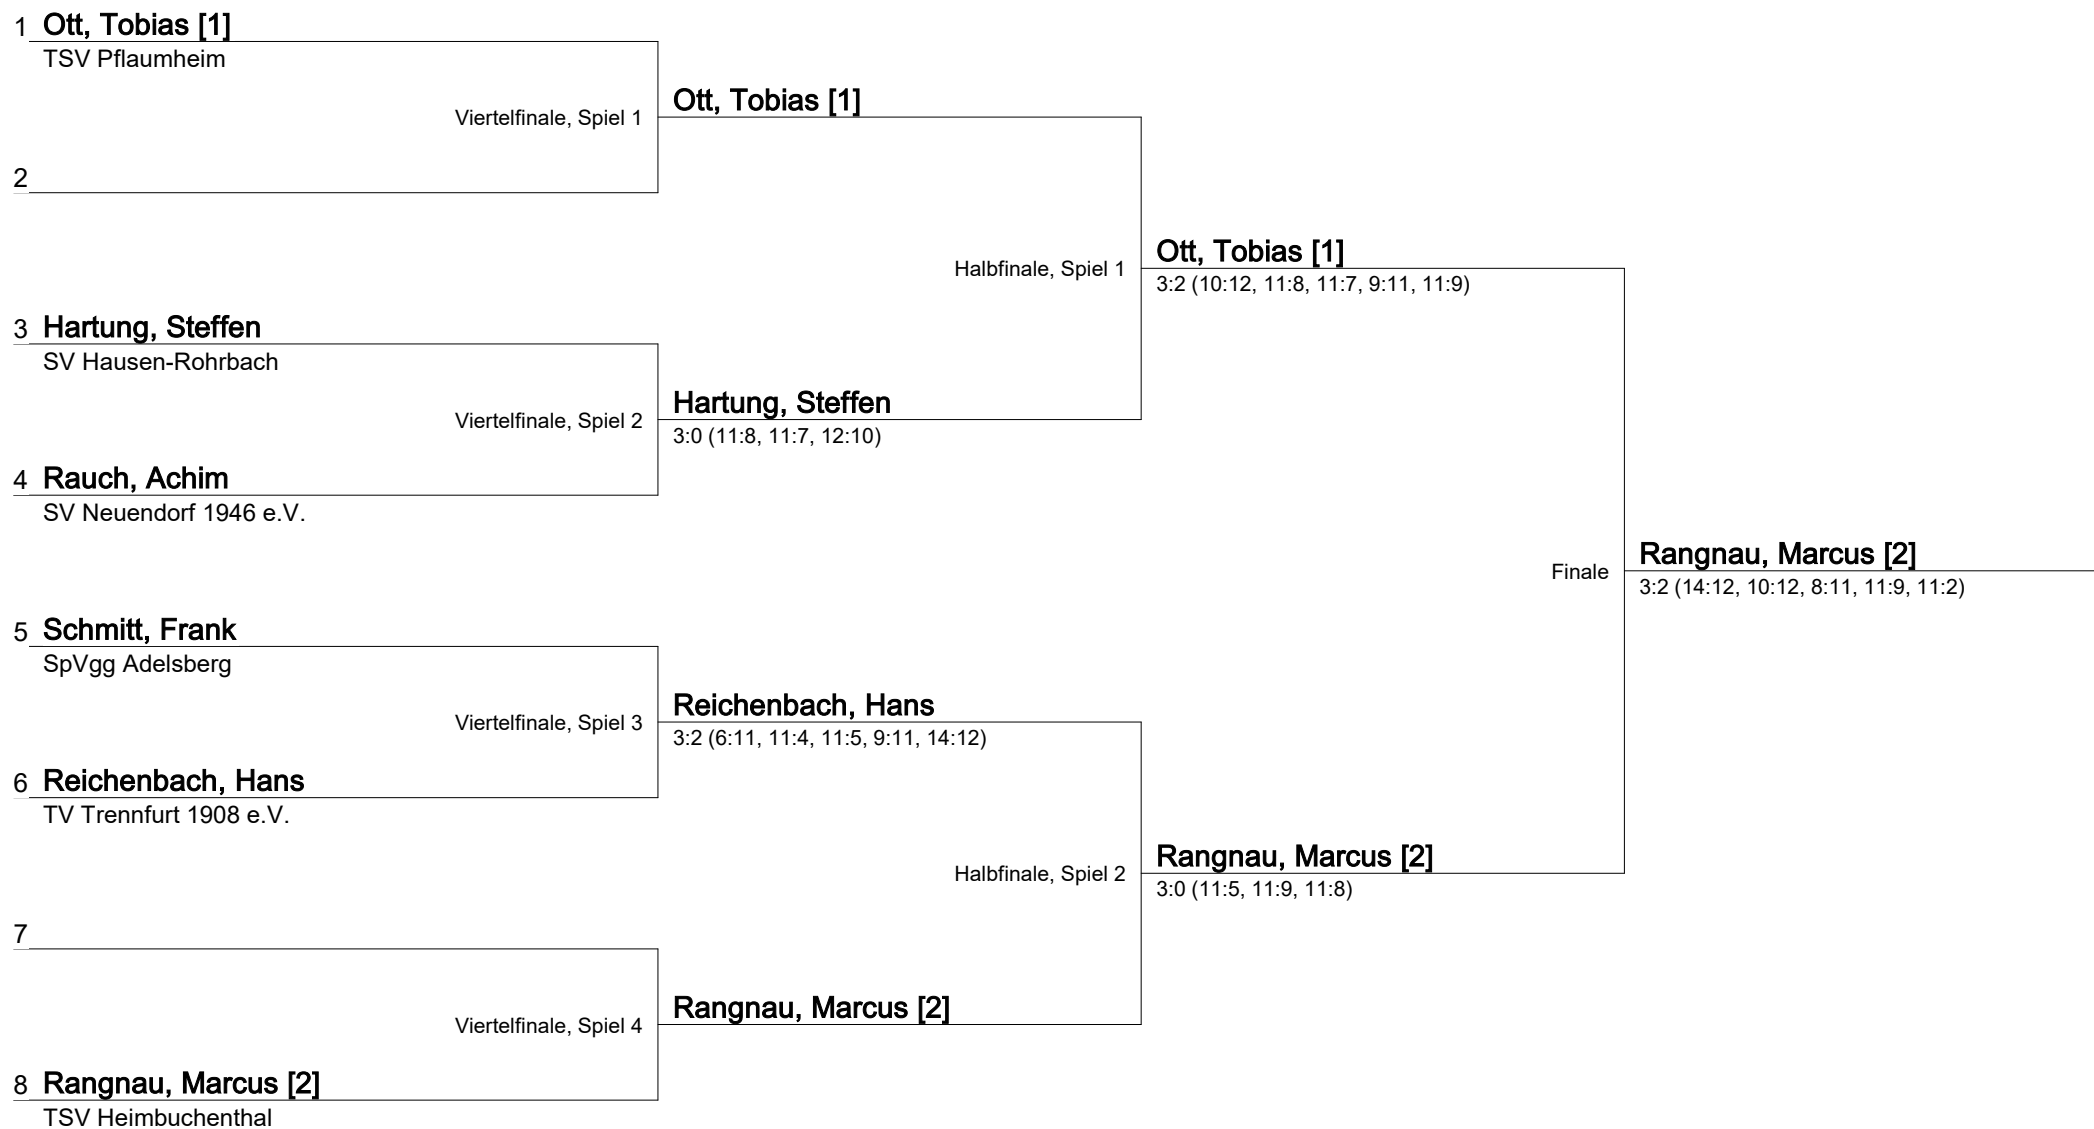 1 Ott, Tobias [1]
TSV Pflaumheim
Viertelfinale, Spiel 1
Ott, Tobias [1]
2
Halbfinale, Spiel 1
Ott, Tobias [1]
3:2 (10:12, 11:8, 11:7, 9:11, 11:9)
3 Hartung, Steffen
SV Hausen-Rohrbach
Viertelfinale, Spiel 2
Hartung, Steffen
3:0 (11:8, 11:7, 12:10)
4 Rauch, Achim
SV Neuendorf 1946 e.V.
Finale
Rangnau, Marcus [2]
3:2 (14:12, 10:12, 8:11, 11:9, 11:2)
5 Schmitt, Frank
SpVgg Adelsberg
Viertelfinale, Spiel 3
Reichenbach, Hans
3:2 (6:11, 11:4, 11:5, 9:11, 14:12)
6 Reichenbach, Hans
TV Trennfurt 1908 e.V.
Halbfinale, Spiel 2
Rangnau, Marcus [2]
3:0 (11:5, 11:9, 11:8)
7
Viertelfinale, Spiel 4
Rangnau, Marcus [2]
8 Rangnau, Marcus [2]
TSV Heimbuchenthal